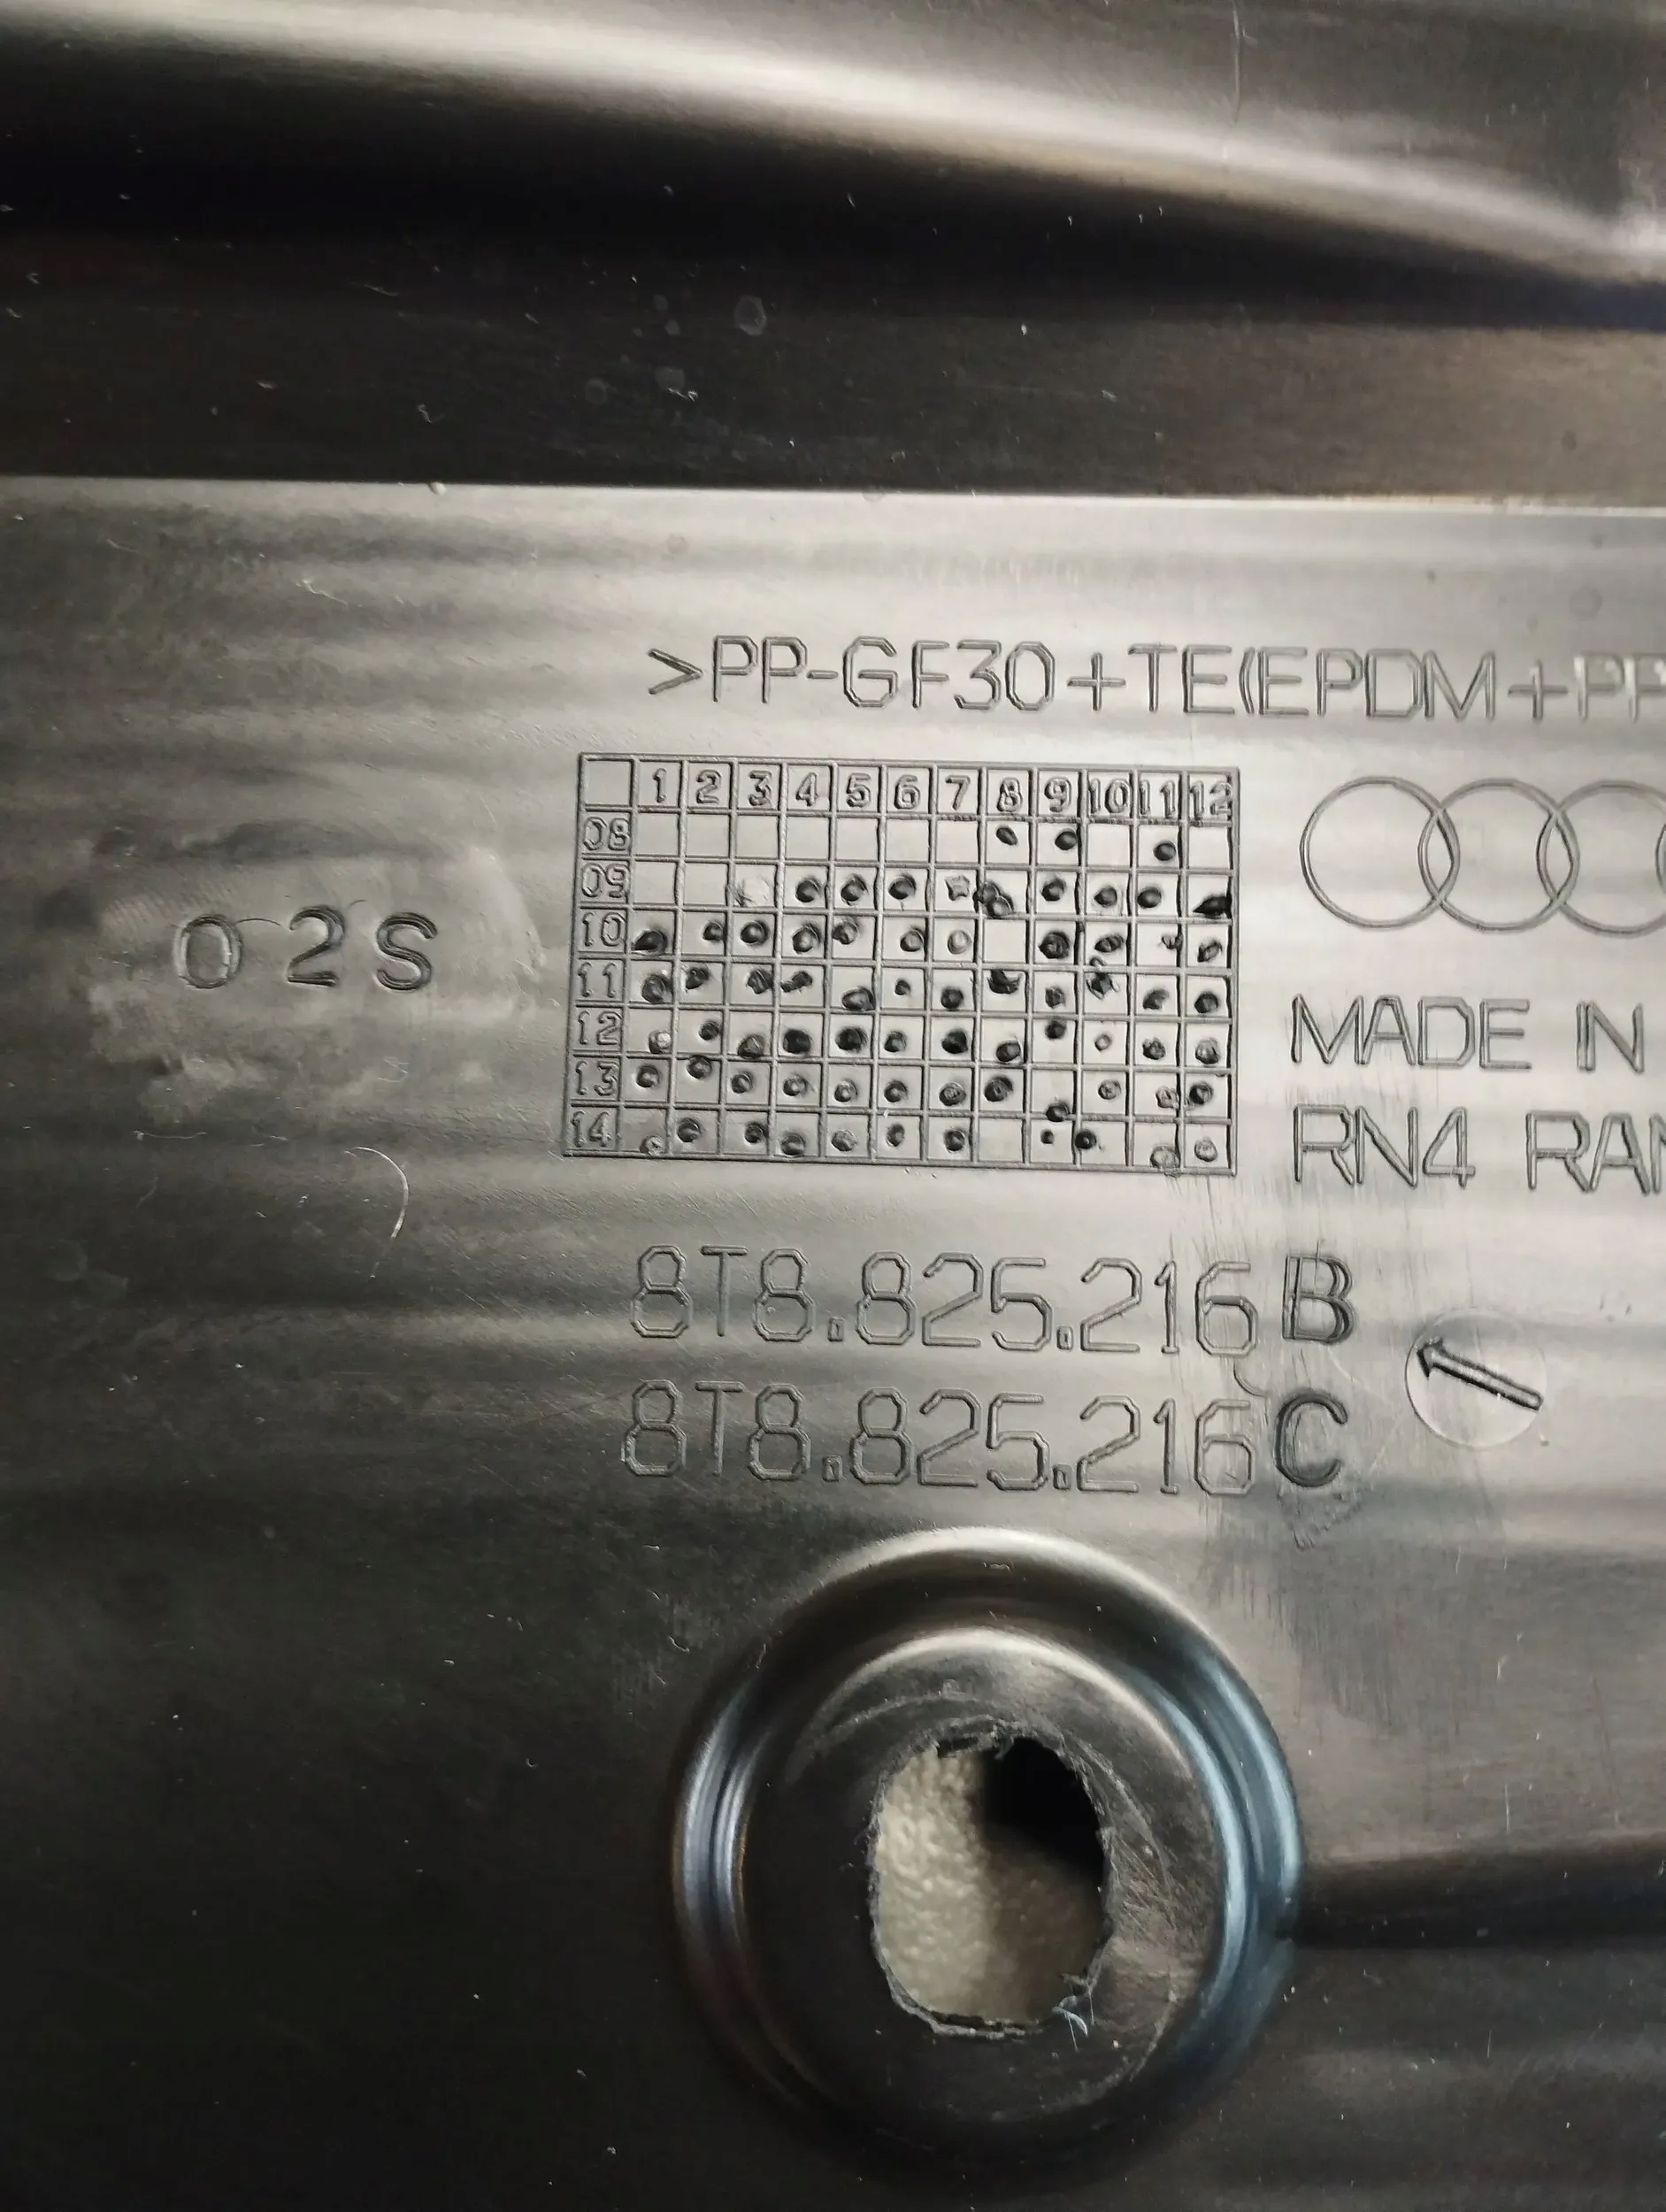 >PP-GF30+TE(EPDM+PP
1 2 3 4 5 6 7 8 9 10 11 12
08
09
10
11
12
13
14
02S
MADE IN
RN4 RAN
8T8.825.216 B
8T8.825.216 C